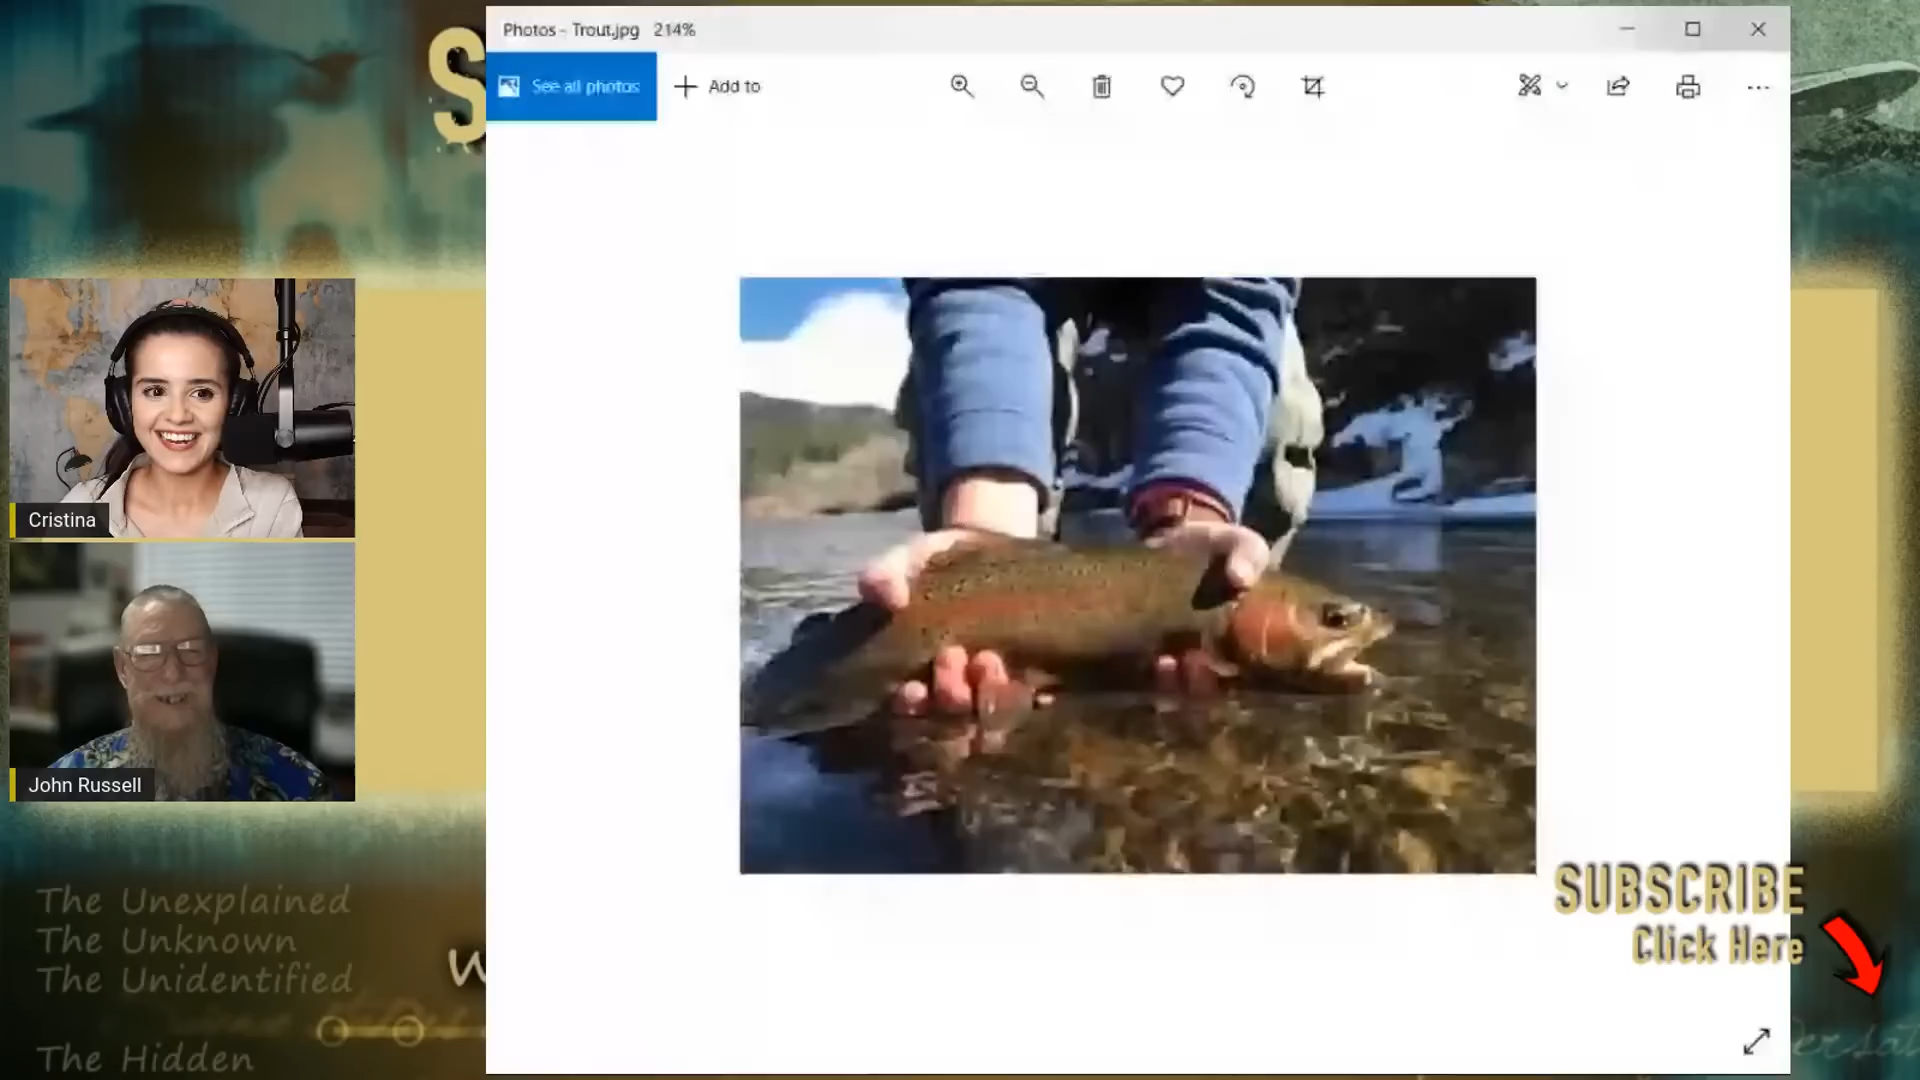 Photos - Trout.jpg 214%
See all photos
Add to
S
Cristina
John Russell
The Unexplained
The Unknown
The Unidentified
The Hidden
W
SUBSCRIBE
Click Here